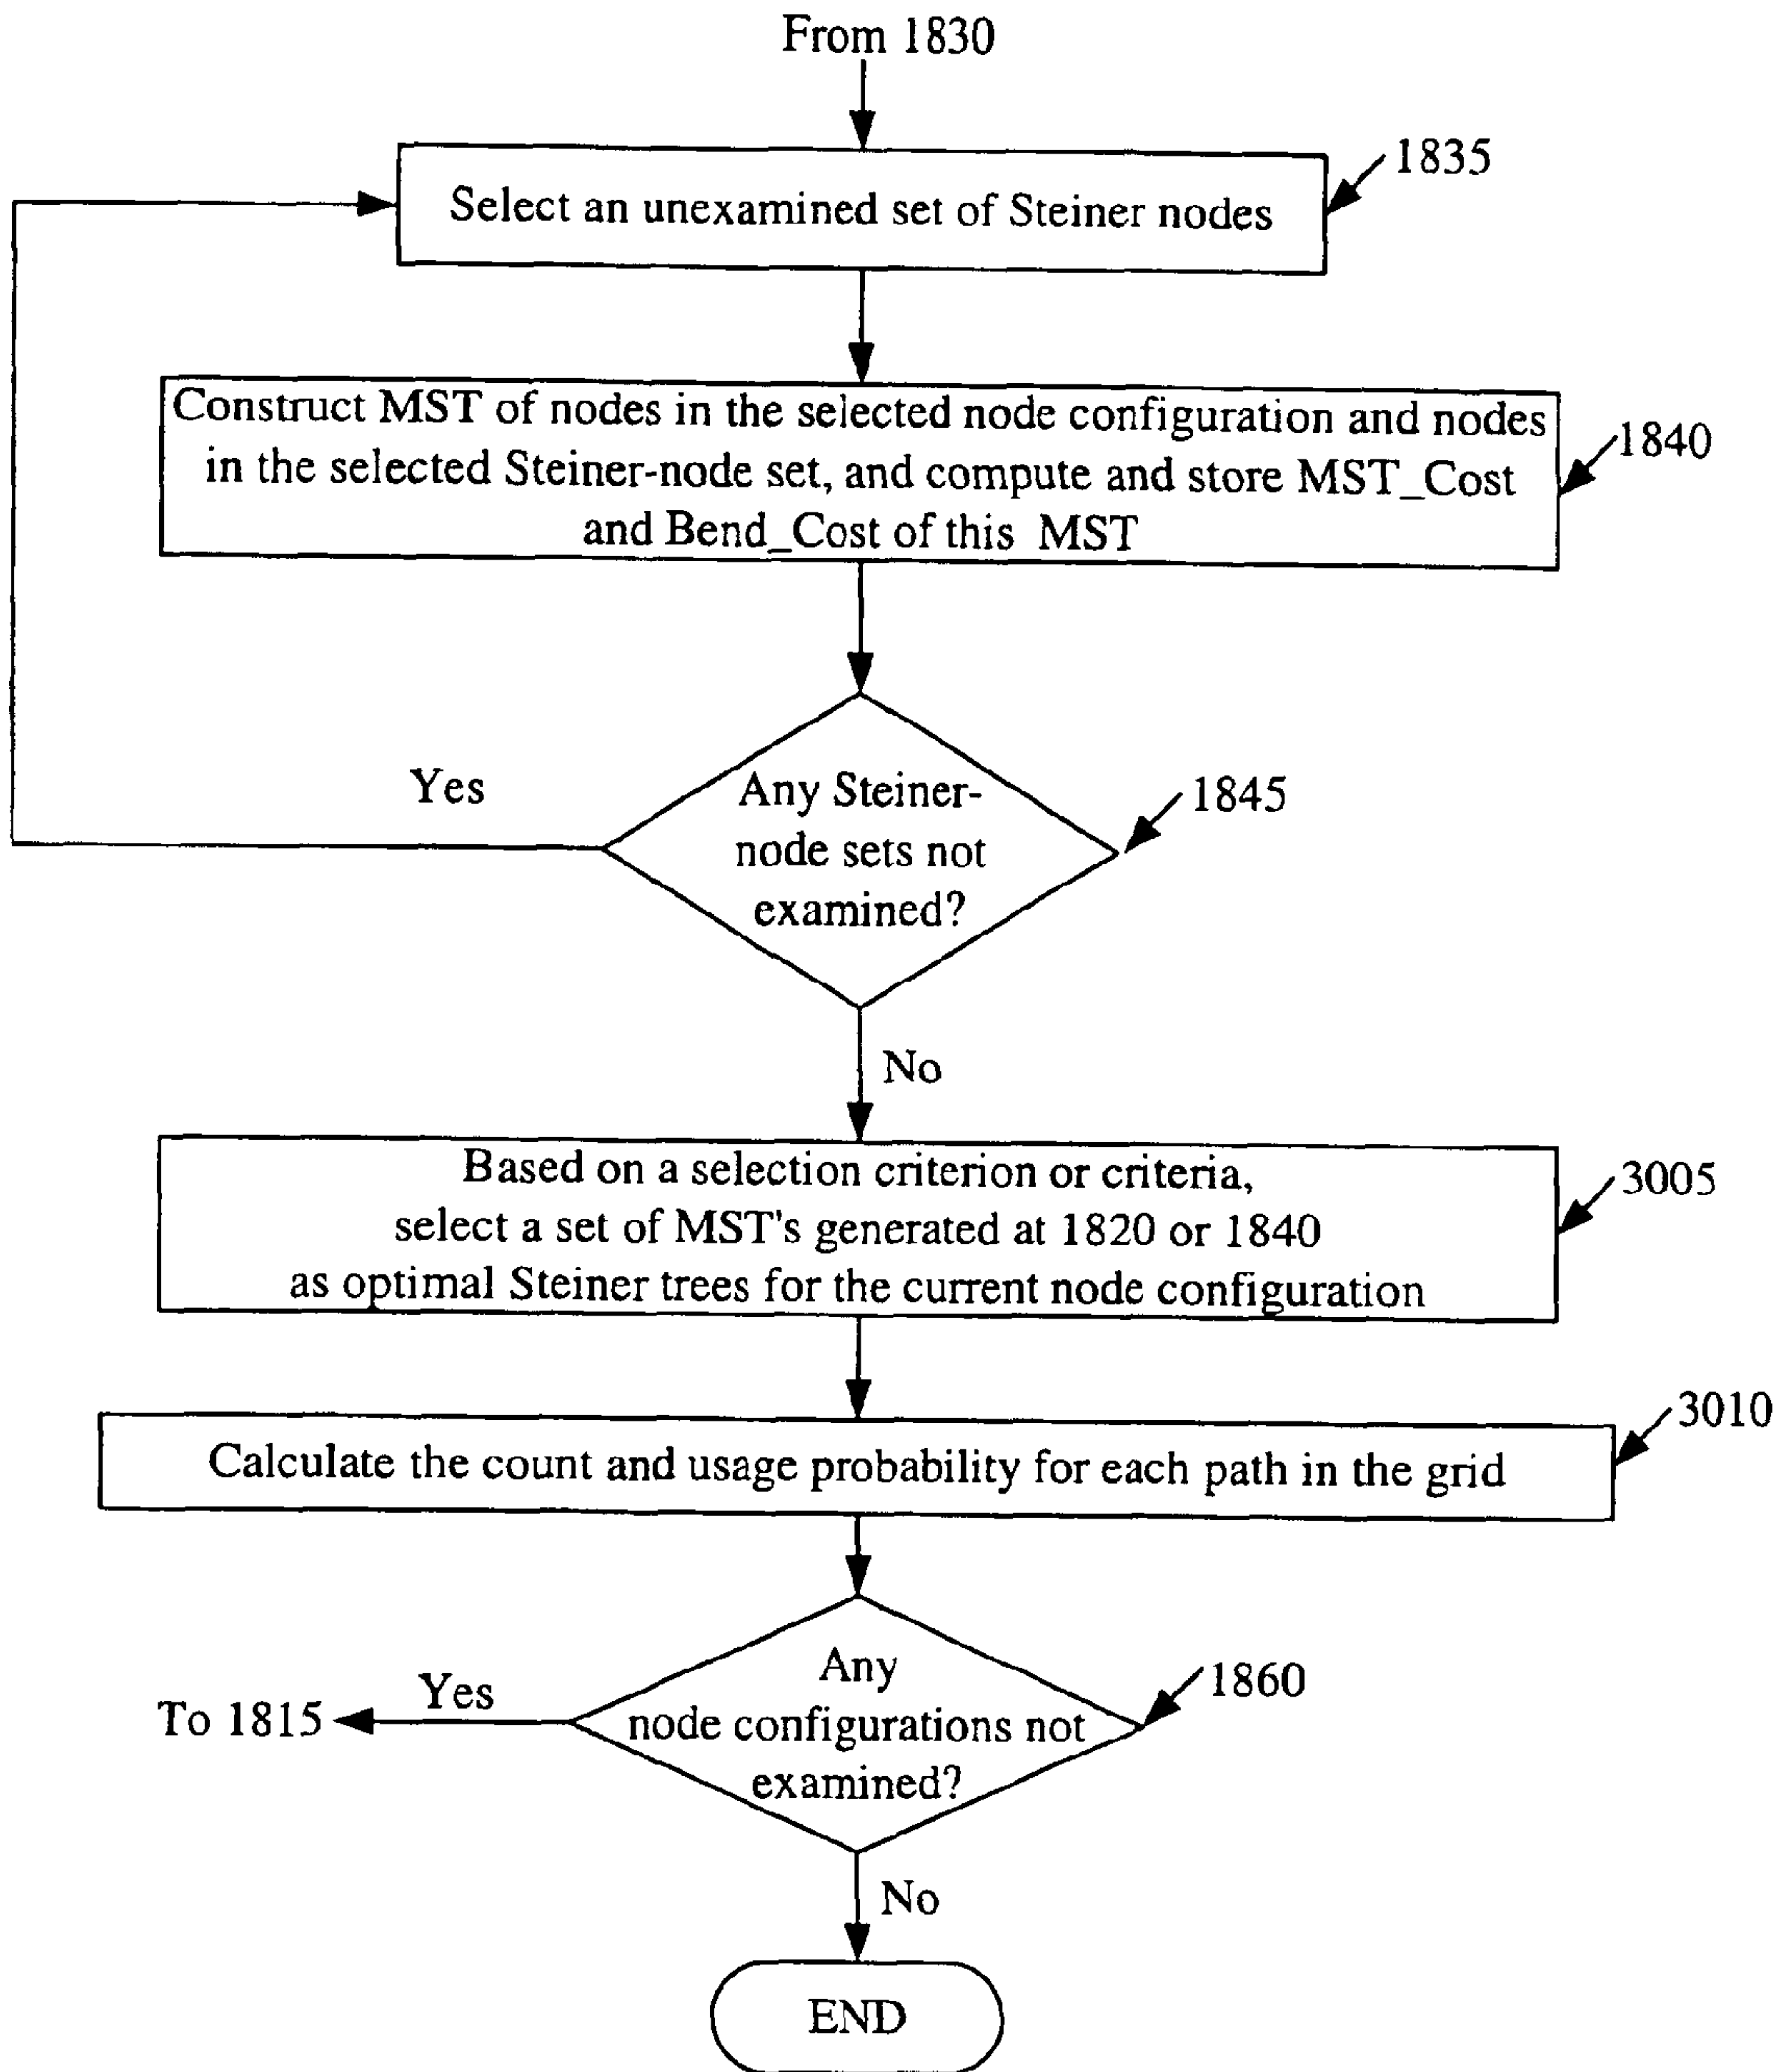 From 1830
1835
Select an unexamined set of Steiner nodes
Construct MST of nodes in the selected node configuration and nodes
in the selected Steiner-node set, and compute and store MST_Cost
and Bend_Cost of this MST
1840
Yes
Any Steiner-
node sets not
examined?
1845
No
Based on a selection criterion or criteria,
select a set of MST's generated at 1820 or 1840
as optimal Steiner trees for the current node configuration
3005
3010
Calculate the count and usage probability for each path in the grid
To 1815
Yes
Any
node configurations not
examined?
1860
No
END